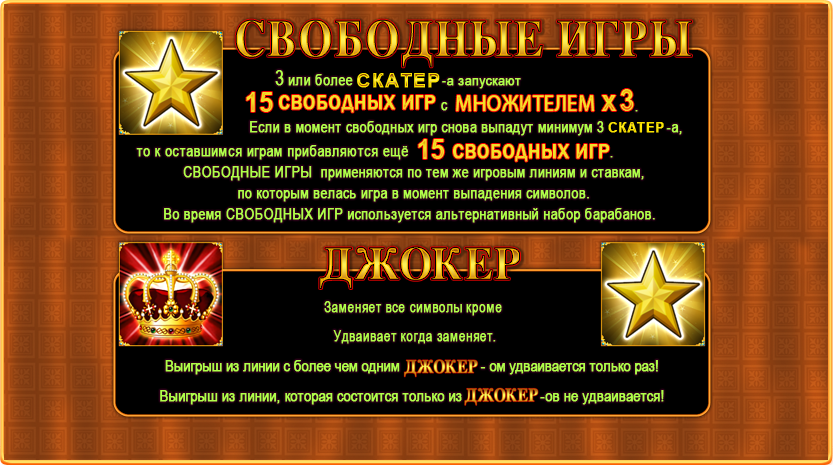 СВОБОДНЫЕ ИГРЫ
3 или более СКАТЕР-а запускают
15 СВОБОДНЫХ ИГР с МНОЖИТЕЛЕМ X 3.
Если в момент свободных игр снова выпадут минимум 3 СКАТЕР-а,
то к оставшимся играм прибавляются ещё 15 СВОБОДНЫХ ИГР.
СВОБОДНЫЕ ИГРЫ применяются по тем же игровым линиям и ставкам,
по которым велась игра в момент выпадения символов.
Во время СВОБОДНЫХ ИГР используется альтернативный набор барабанов.
ДЖОКЕР
Заменяет все символы кроме
Удваивает когда заменяет.
Выигрыш из линии с более чем одним ДЖОКЕР - ом удваивается только раз!
Выигрыш из линии, которая состоится только из ДЖОКЕР-ов не удваивается!